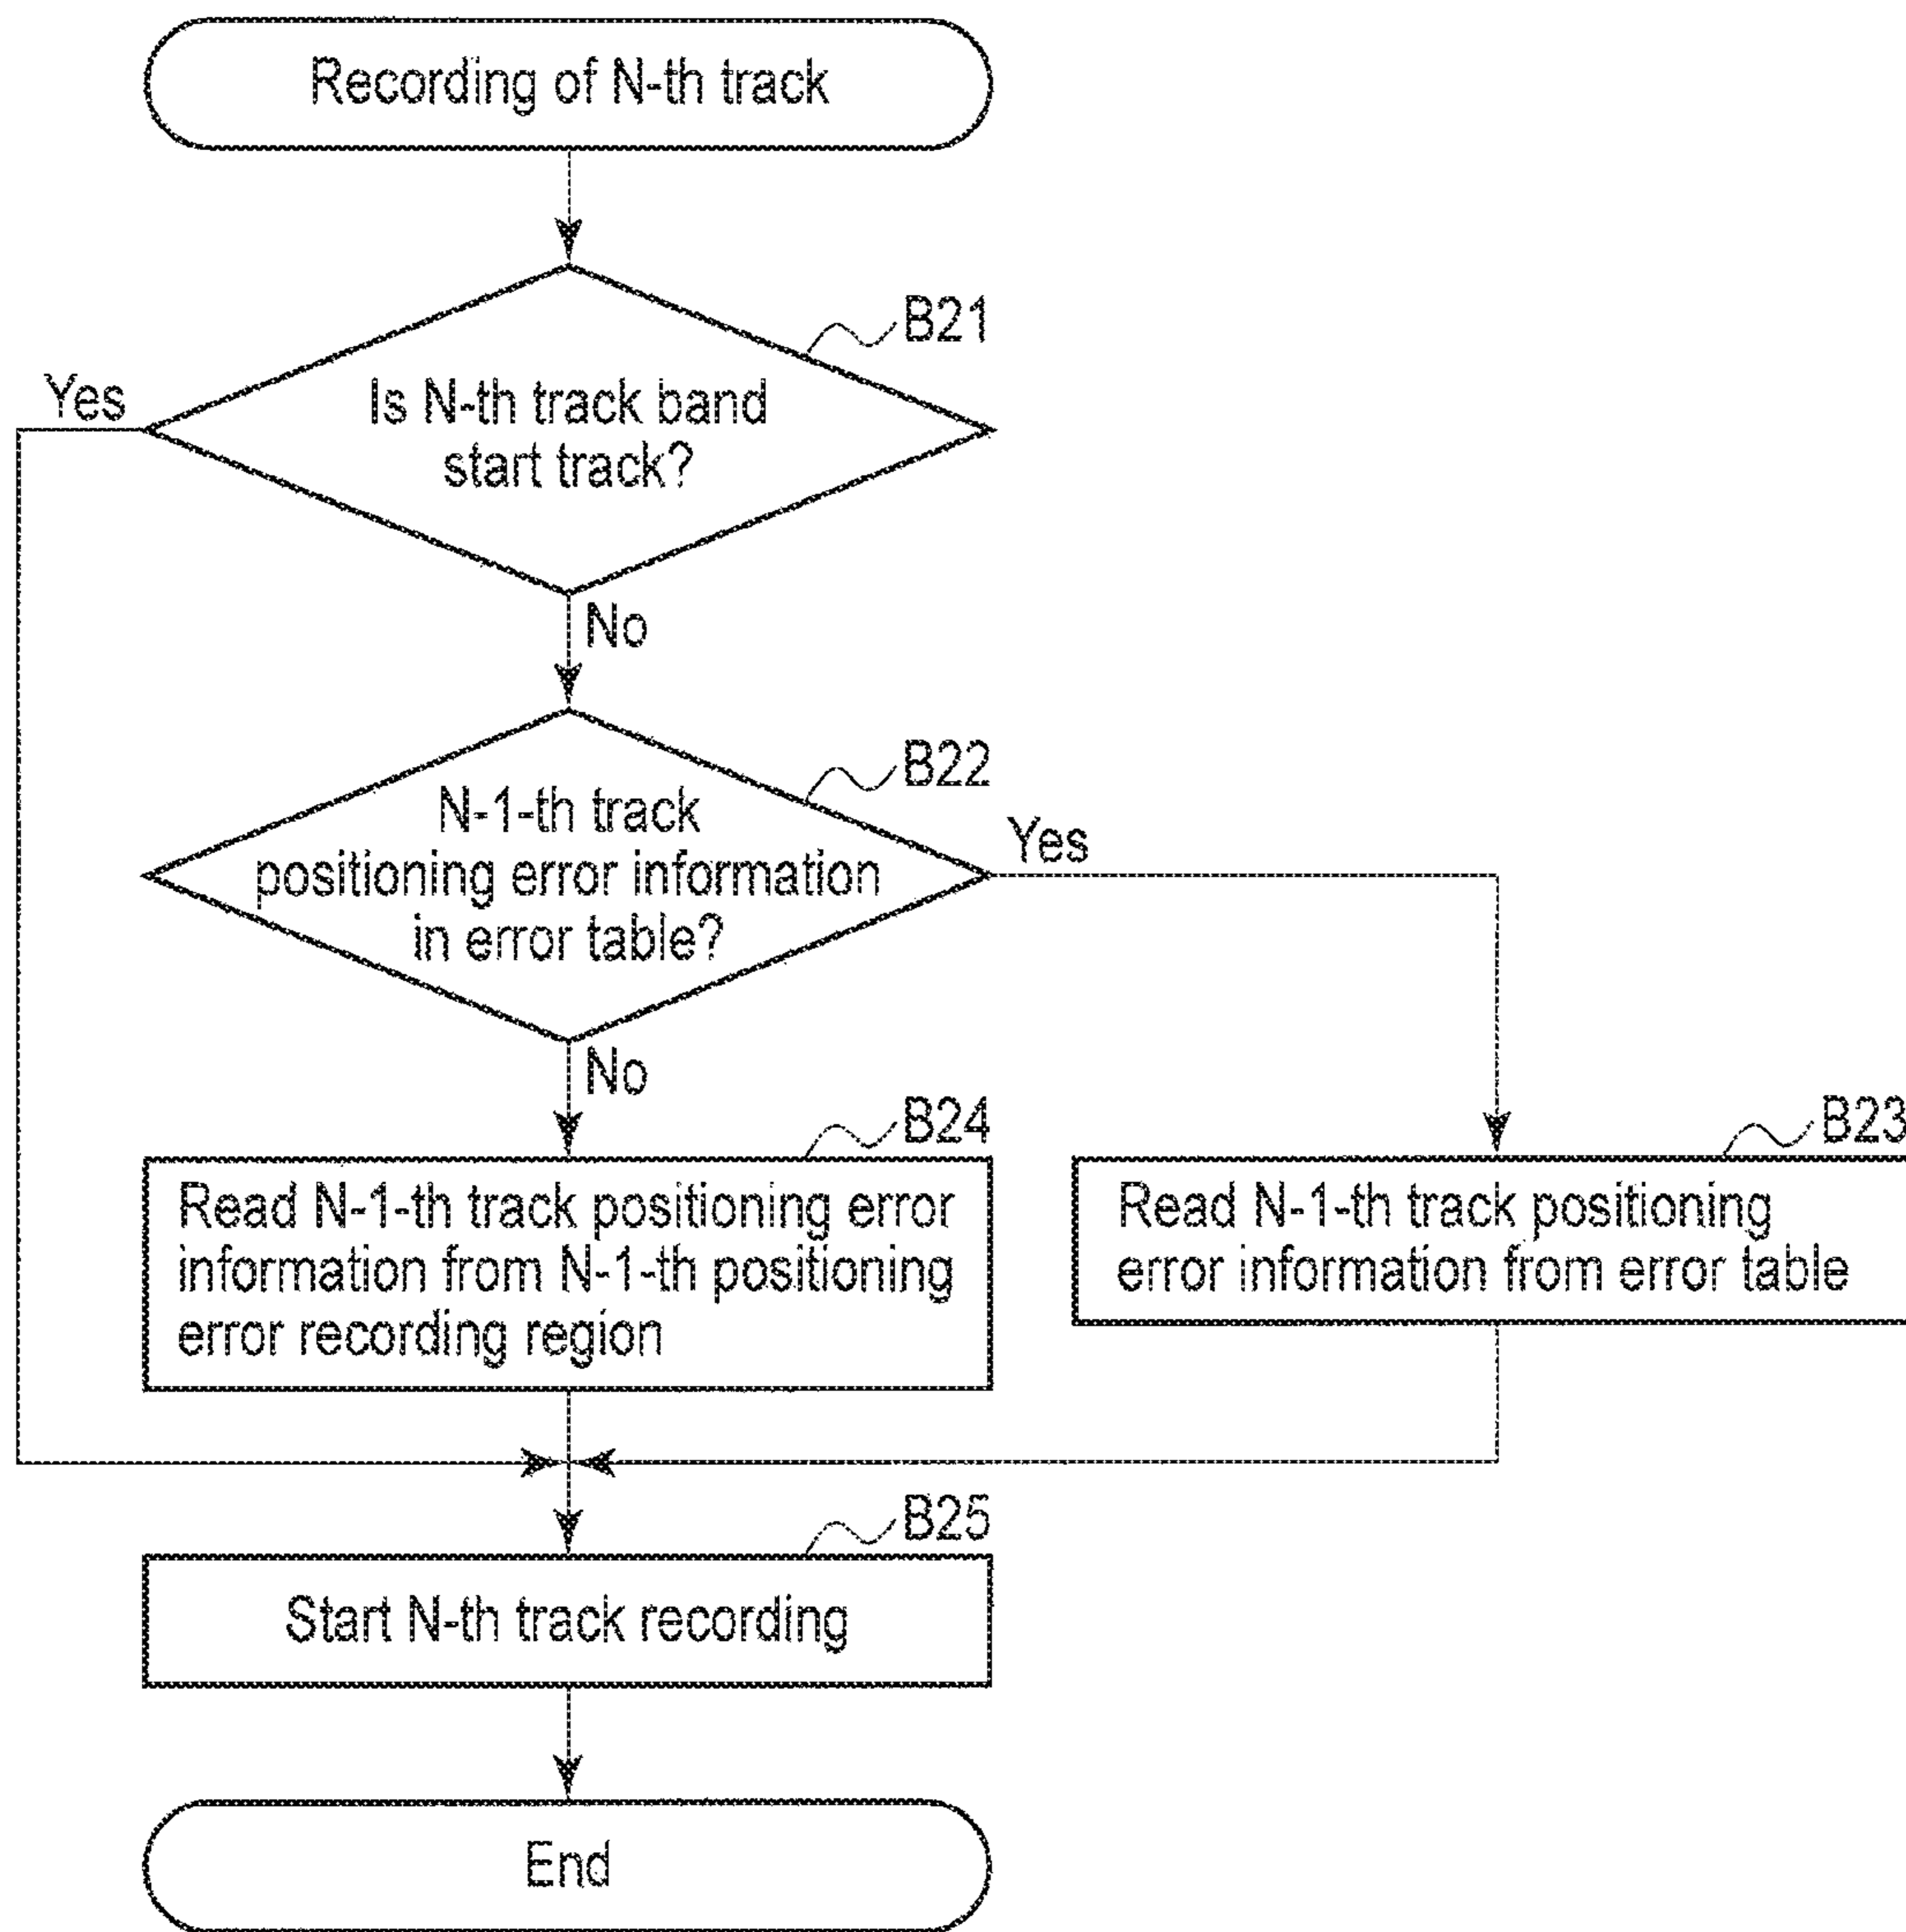 Recording of N-th track
B21
Yes
Is N-th track band
start track?
No
B22
N-1-th track
positioning error information
in error table?
Yes
No
B24
Read N-1-th track positioning error
information from N-1-th positioning
error recording region
B23
Read N-1-th track positioning
error information from error table
B25
Start N-th track recording
End